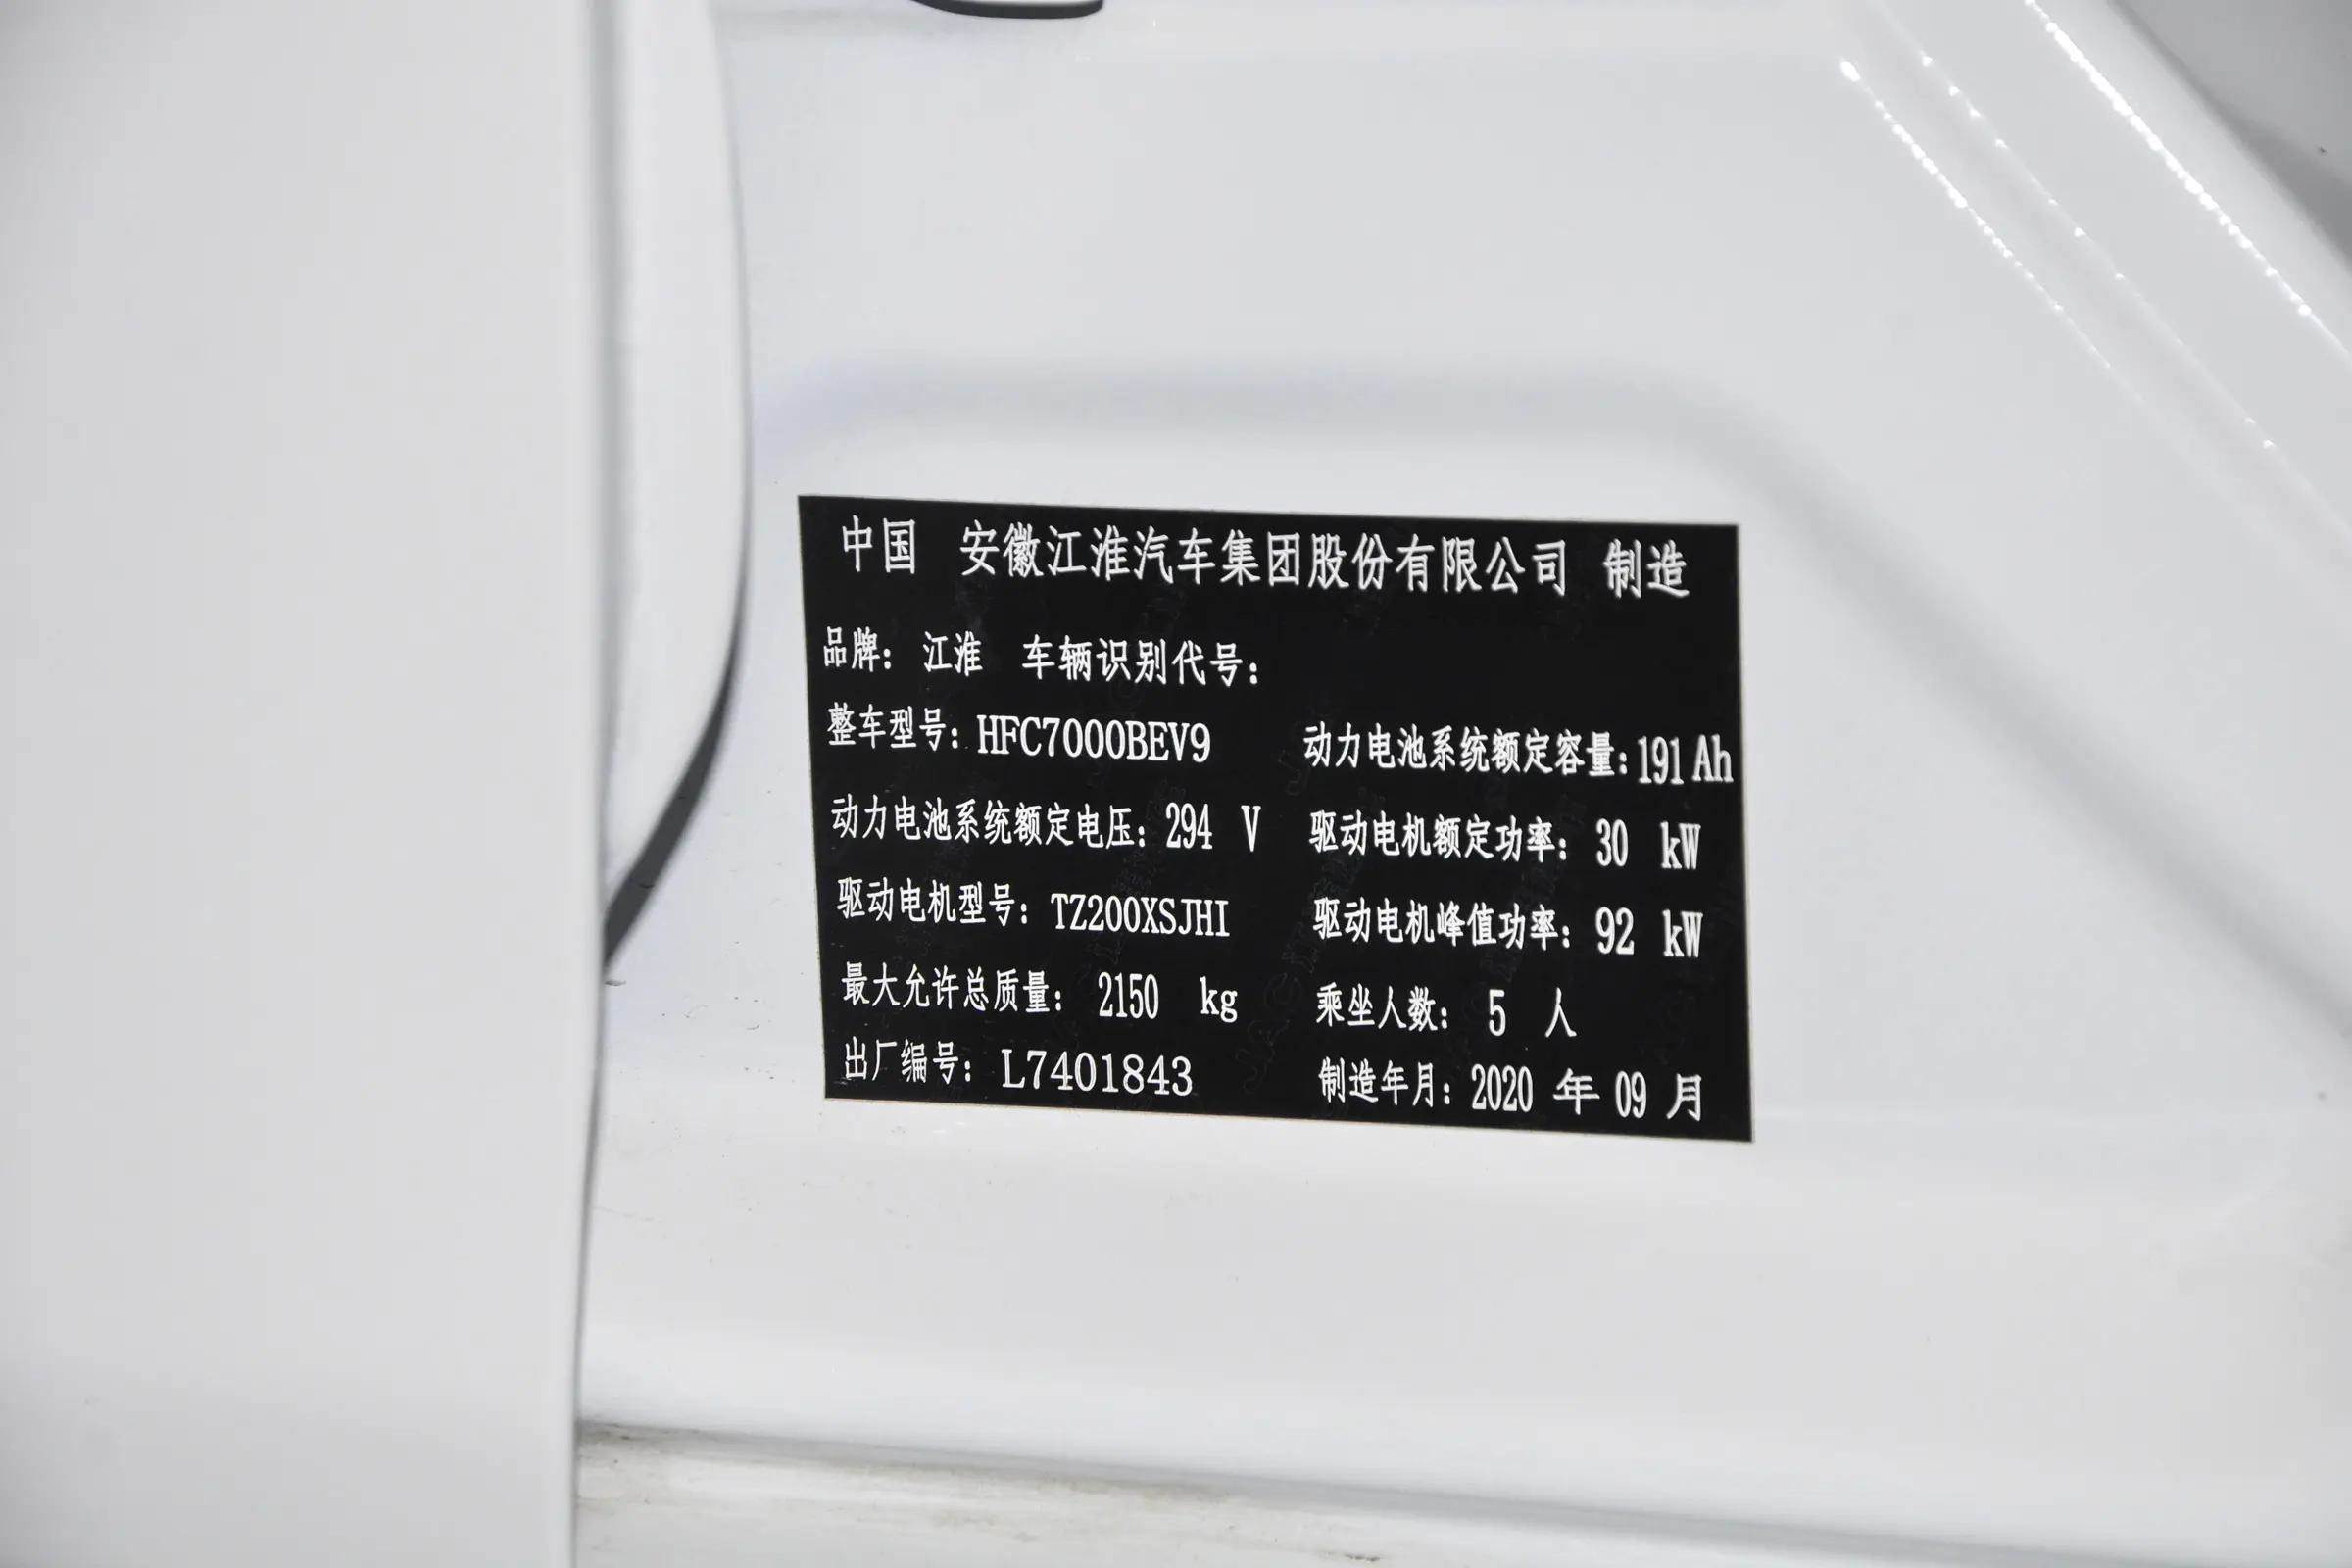 中国 安徽江淮汽车集团股份有限公司 制造
品牌：江淮 车辆识别代号：
整车型号：HFC7000BEV9 动力电池系统额定容量：191 Ah
动力电池系统额定电压：294 V 驱动电机额定功率：30 kW
驱动电机型号：TZ200XSJHI 驱动电机峰值功率：92 kW
最大允许总质量：2150 kg 乘坐人数：5 人
出厂编号：L7401843 制造年月：2020 年 09 月